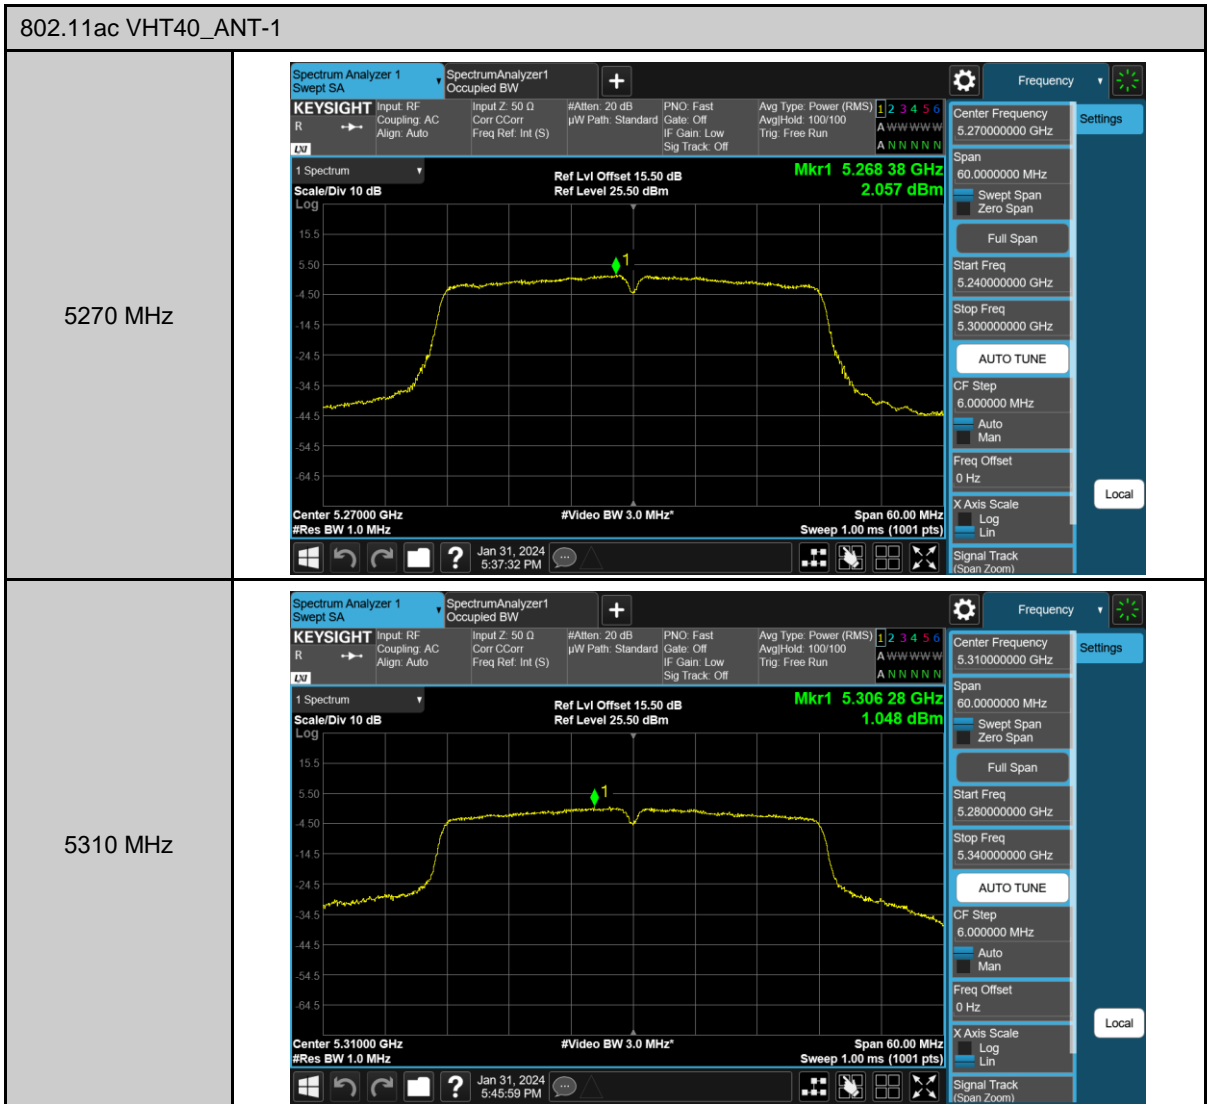 802.11ac VHT40_ANT-1
5270 MHz
Spectrum Analyzer 1
Swept SA
SpectrumAnalyzer1
Occupied BW
+
Frequency
KEYSIGHT
R
LXI
Input: RF
Coupling: AC
Align: Auto
Input Z: 50 Ω
Corr CCorr
Freq Ref: Int (S)
#Atten: 20 dB
µW Path: Standard
PNO: Fast
Gate: Off
IF Gain: Low
Sig Track: Off
Avg Type: Power (RMS)
Avg|Hold: 100/100
Trig: Free Run
1 2 3 4 5 6
A W W W W W
A N N N N N
1 Spectrum
Scale/Div 10 dB
Log
Ref Lvl Offset 15.50 dB
Ref Level 25.50 dBm
Mkr1 5.268 38 GHz
2.057 dBm
15.5
5.50
-4.50
-14.5
-24.5
-34.5
-44.5
-54.5
-64.5
1
Center 5.27000 GHz
#Res BW 1.0 MHz
#Video BW 3.0 MHz*
Span 60.00 MHz
Sweep 1.00 ms (1001 pts)
Jan 31, 2024
5:37:32 PM
Center Frequency
5.270000000 GHz
Span
60.0000000 MHz
Swept Span
Zero Span
Full Span
Start Freq
5.240000000 GHz
Stop Freq
5.300000000 GHz
AUTO TUNE
CF Step
6.000000 MHz
Auto
Man
Freq Offset
0 Hz
X Axis Scale
Log
Lin
Signal Track
(Span Zoom)
Settings
Local
5310 MHz
Spectrum Analyzer 1
Swept SA
SpectrumAnalyzer1
Occupied BW
+
Frequency
KEYSIGHT
R
LXI
Input: RF
Coupling: AC
Align: Auto
Input Z: 50 Ω
Corr CCorr
Freq Ref: Int (S)
#Atten: 20 dB
µW Path: Standard
PNO: Fast
Gate: Off
IF Gain: Low
Sig Track: Off
Avg Type: Power (RMS)
Avg|Hold: 100/100
Trig: Free Run
1 2 3 4 5 6
A W W W W W
A N N N N N
1 Spectrum
Scale/Div 10 dB
Log
Ref Lvl Offset 15.50 dB
Ref Level 25.50 dBm
Mkr1 5.306 28 GHz
1.048 dBm
15.5
5.50
-4.50
-14.5
-24.5
-34.5
-44.5
-54.5
-64.5
1
Center 5.31000 GHz
#Res BW 1.0 MHz
#Video BW 3.0 MHz*
Span 60.00 MHz
Sweep 1.00 ms (1001 pts)
Jan 31, 2024
5:45:59 PM
Center Frequency
5.310000000 GHz
Span
60.0000000 MHz
Swept Span
Zero Span
Full Span
Start Freq
5.280000000 GHz
Stop Freq
5.340000000 GHz
AUTO TUNE
CF Step
6.000000 MHz
Auto
Man
Freq Offset
0 Hz
X Axis Scale
Log
Lin
Signal Track
(Span Zoom)
Settings
Local